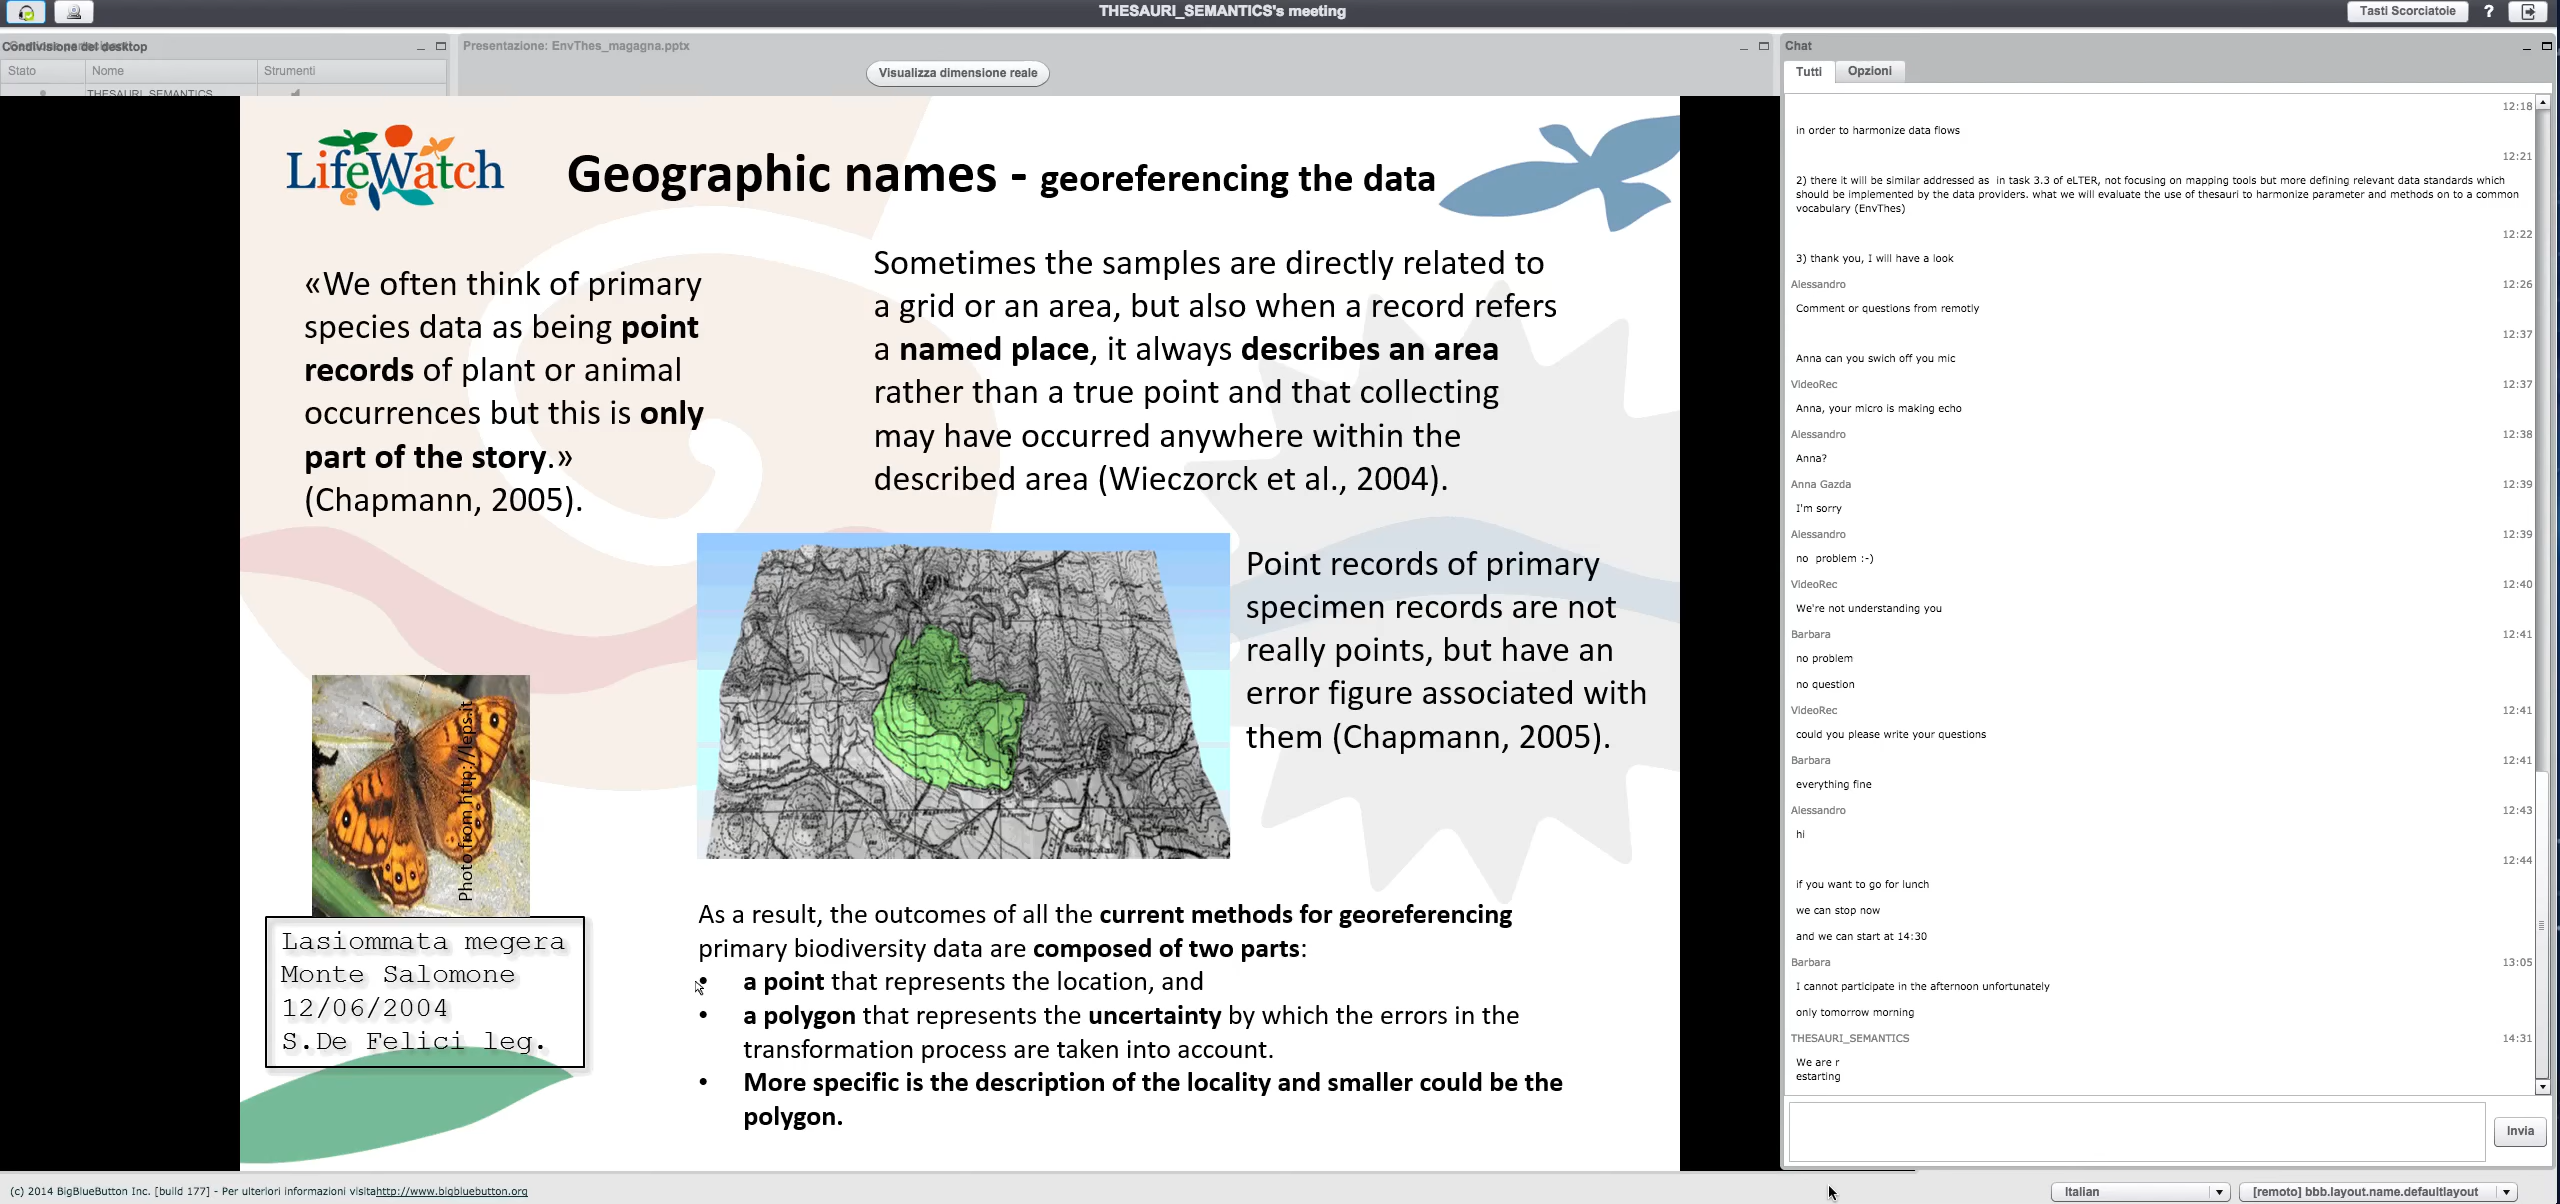 THESAURI_SEMANTICS's meeting
Tasti Scorciatoie
?
Condivisione del desktop
Stato Nome Strumenti
THESAURI_SEMANTICS
Presentazione: EnvThes_magagna.pptx
Visualizza dimensione reale
LifeWatch
Geographic names - georeferencing the data
«We often think of primary
species data as being point
records of plant or animal
occurrences but this is only
part of the story.»
(Chapmann, 2005).
Sometimes the samples are directly related to
a grid or an area, but also when a record refers
a named place, it always describes an area
rather than a true point and that collecting
may have occurred anywhere within the
described area (Wieczorck et al., 2004).
Point records of primary
specimen records are not
really points, but have an
error figure associated with
them (Chapmann, 2005).
Photo from http://leps.it
Lasiommata megera
Monte Salomone
12/06/2004
S.De Felici leg.
As a result, the outcomes of all the current methods for georeferencing
primary biodiversity data are composed of two parts:
• a point that represents the location, and
• a polygon that represents the uncertainty by which the errors in the
transformation process are taken into account.
• More specific is the description of the locality and smaller could be the
polygon.
Chat
Tutti Opzioni
12:18
in order to harmonize data flows
12:21
2) there it will be similar addressed as in task 3.3 of eLTER, not focusing on mapping tools but more defining relevant data standards which
should be implemented by the data providers. what we will evaluate the use of thesauri to harmonize parameter and methods on to a common
vocabulary (EnvThes)
12:22
3) thank you, I will have a look
Alessandro 12:26
Comment or questions from remotly
12:37
Anna can you swich off you mic
VideoRec 12:37
Anna, your micro is making echo
Alessandro 12:38
Anna?
Anna Gazda 12:39
I'm sorry
Alessandro 12:39
no problem :-)
VideoRec 12:40
We're not understanding you
Barbara 12:41
no problem
no question
VideoRec 12:41
could you please write your questions
Barbara 12:41
everything fine
Alessandro 12:43
hi
12:44
if you want to go for lunch
we can stop now
and we can start at 14:30
Barbara 13:05
I cannot participate in the afternoon unfortunately
only tomorrow morning
THESAURI_SEMANTICS 14:31
We are r
estarting
Invia
(c) 2014 BigBlueButton Inc. [build 177] - Per ulteriori informazioni visitahttp://www.bigbluebutton.org
Italian
[remoto] bbb.layout.name.defaultlayout